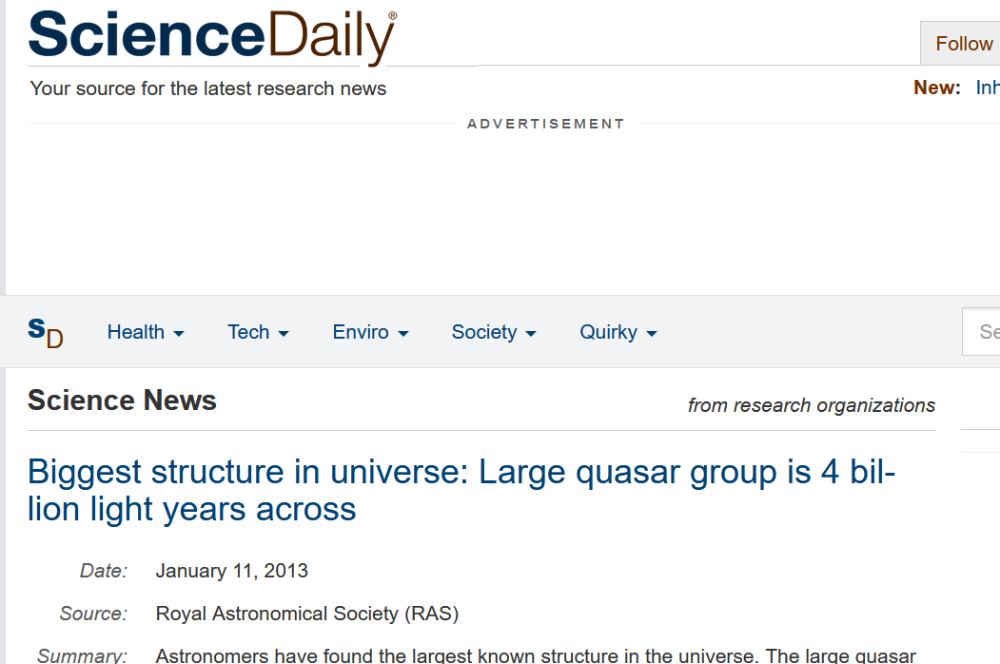 ScienceDaily®
Follow
Your source for the latest research news
New:
ADVERTISEMENT
SD
Health
Tech
Enviro
Society
Quirky
Science News
from research organizations
Biggest structure in universe: Large quasar group is 4 bil-
lion light years across
Date: January 11, 2013
Source: Royal Astronomical Society (RAS)
Summary: Astronomers have found the largest known structure in the universe. The large quasar